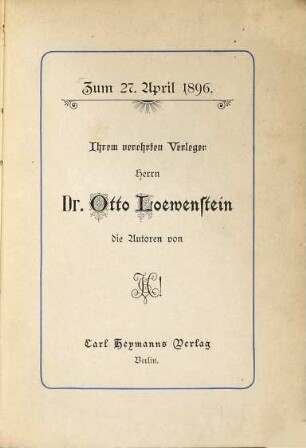 Zum 27. April 1896.
Ihrem verehrten Verleger
Herrn
Dr. Otto Loewenſtein
die Autoren von
Carl Heymanns Verlag
Berlin.